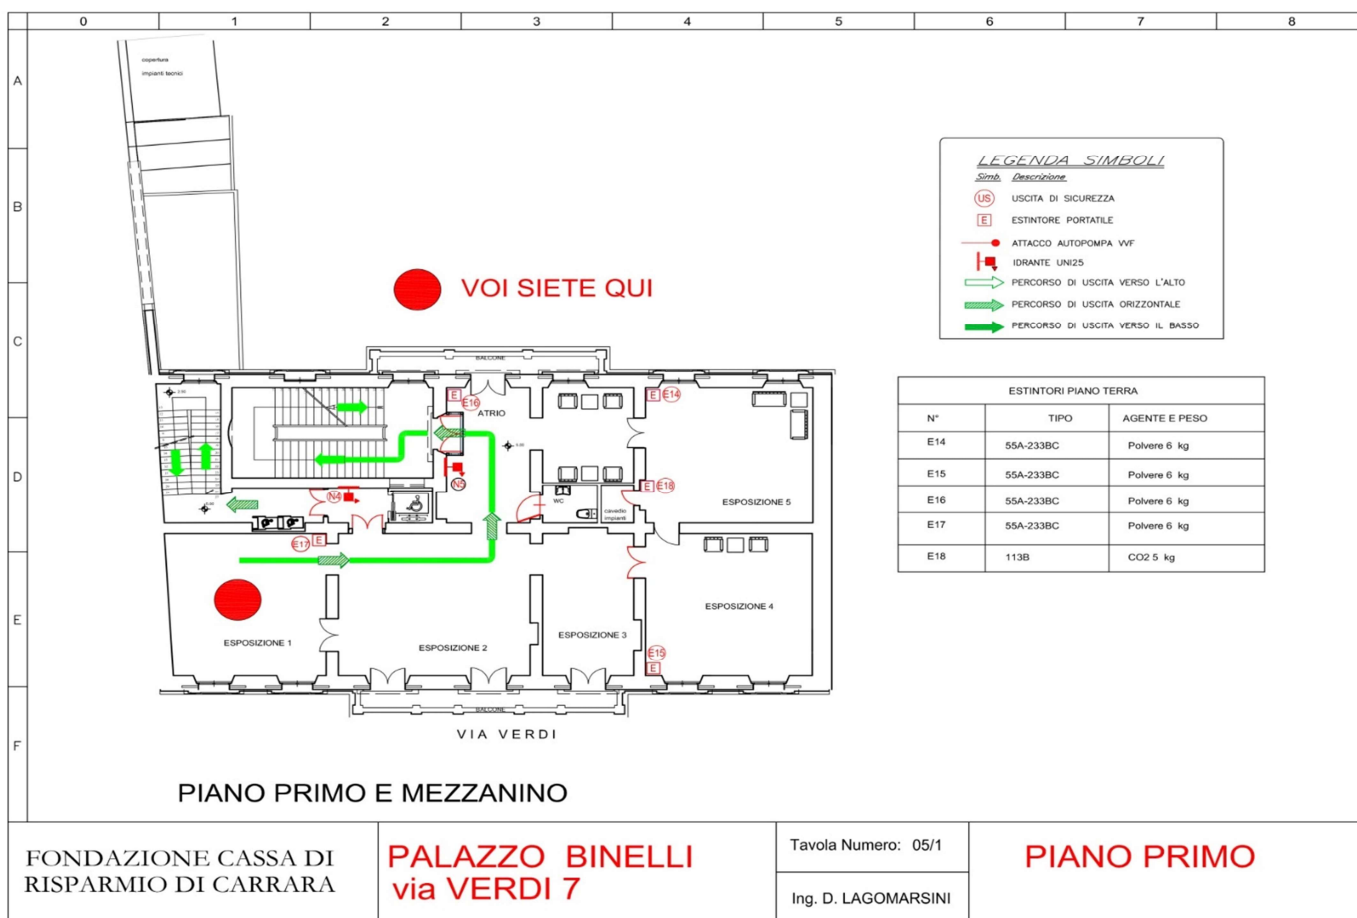 0 1 2 3 4 5 6 7 8
A
B
C
D
E
F
copertura
impianti tecnici
LEGENDA SIMBOLI
Simb. Descrizione
US USCITA DI SICUREZZA
E ESTINTORE PORTATILE
ATTACCO AUTOPOMPA VVF
IDRANTE UNI25
PERCORSO DI USCITA VERSO L'ALTO
PERCORSO DI USCITA ORIZZONTALE
PERCORSO DI USCITA VERSO IL BASSO
VOI SIETE QUI
BALCONE
E E16
ATRIO
E E14
N5
N4
E E18
WC
cavedio
impianti
ESPOSIZIONE 5
E17 E
ESPOSIZIONE 1
ESPOSIZIONE 2
ESPOSIZIONE 3
ESPOSIZIONE 4
E15
E
BALCONE
VIA VERDI
ESTINTORI PIANO TERRA
N° TIPO AGENTE E PESO
E14 55A-233BC Polvere 6 kg
E15 55A-233BC Polvere 6 kg
E16 55A-233BC Polvere 6 kg
E17 55A-233BC Polvere 6 kg
E18 113B CO2 5 kg
PIANO PRIMO E MEZZANINO
FONDAZIONE CASSA DI
RISPARMIO DI CARRARA
PALAZZO BINELLI
via VERDI 7
Tavola Numero: 05/1
Ing. D. LAGOMARSINI
PIANO PRIMO